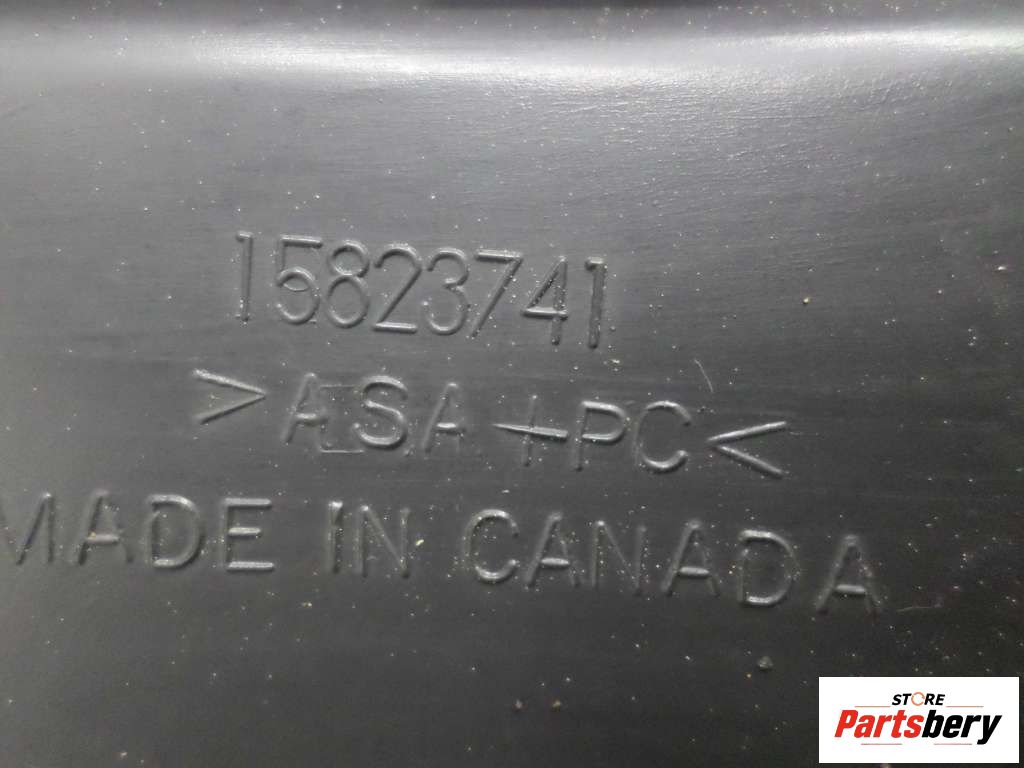 15823741
>ASA+PC<
MADE IN CANADA
STORE
Partsbery